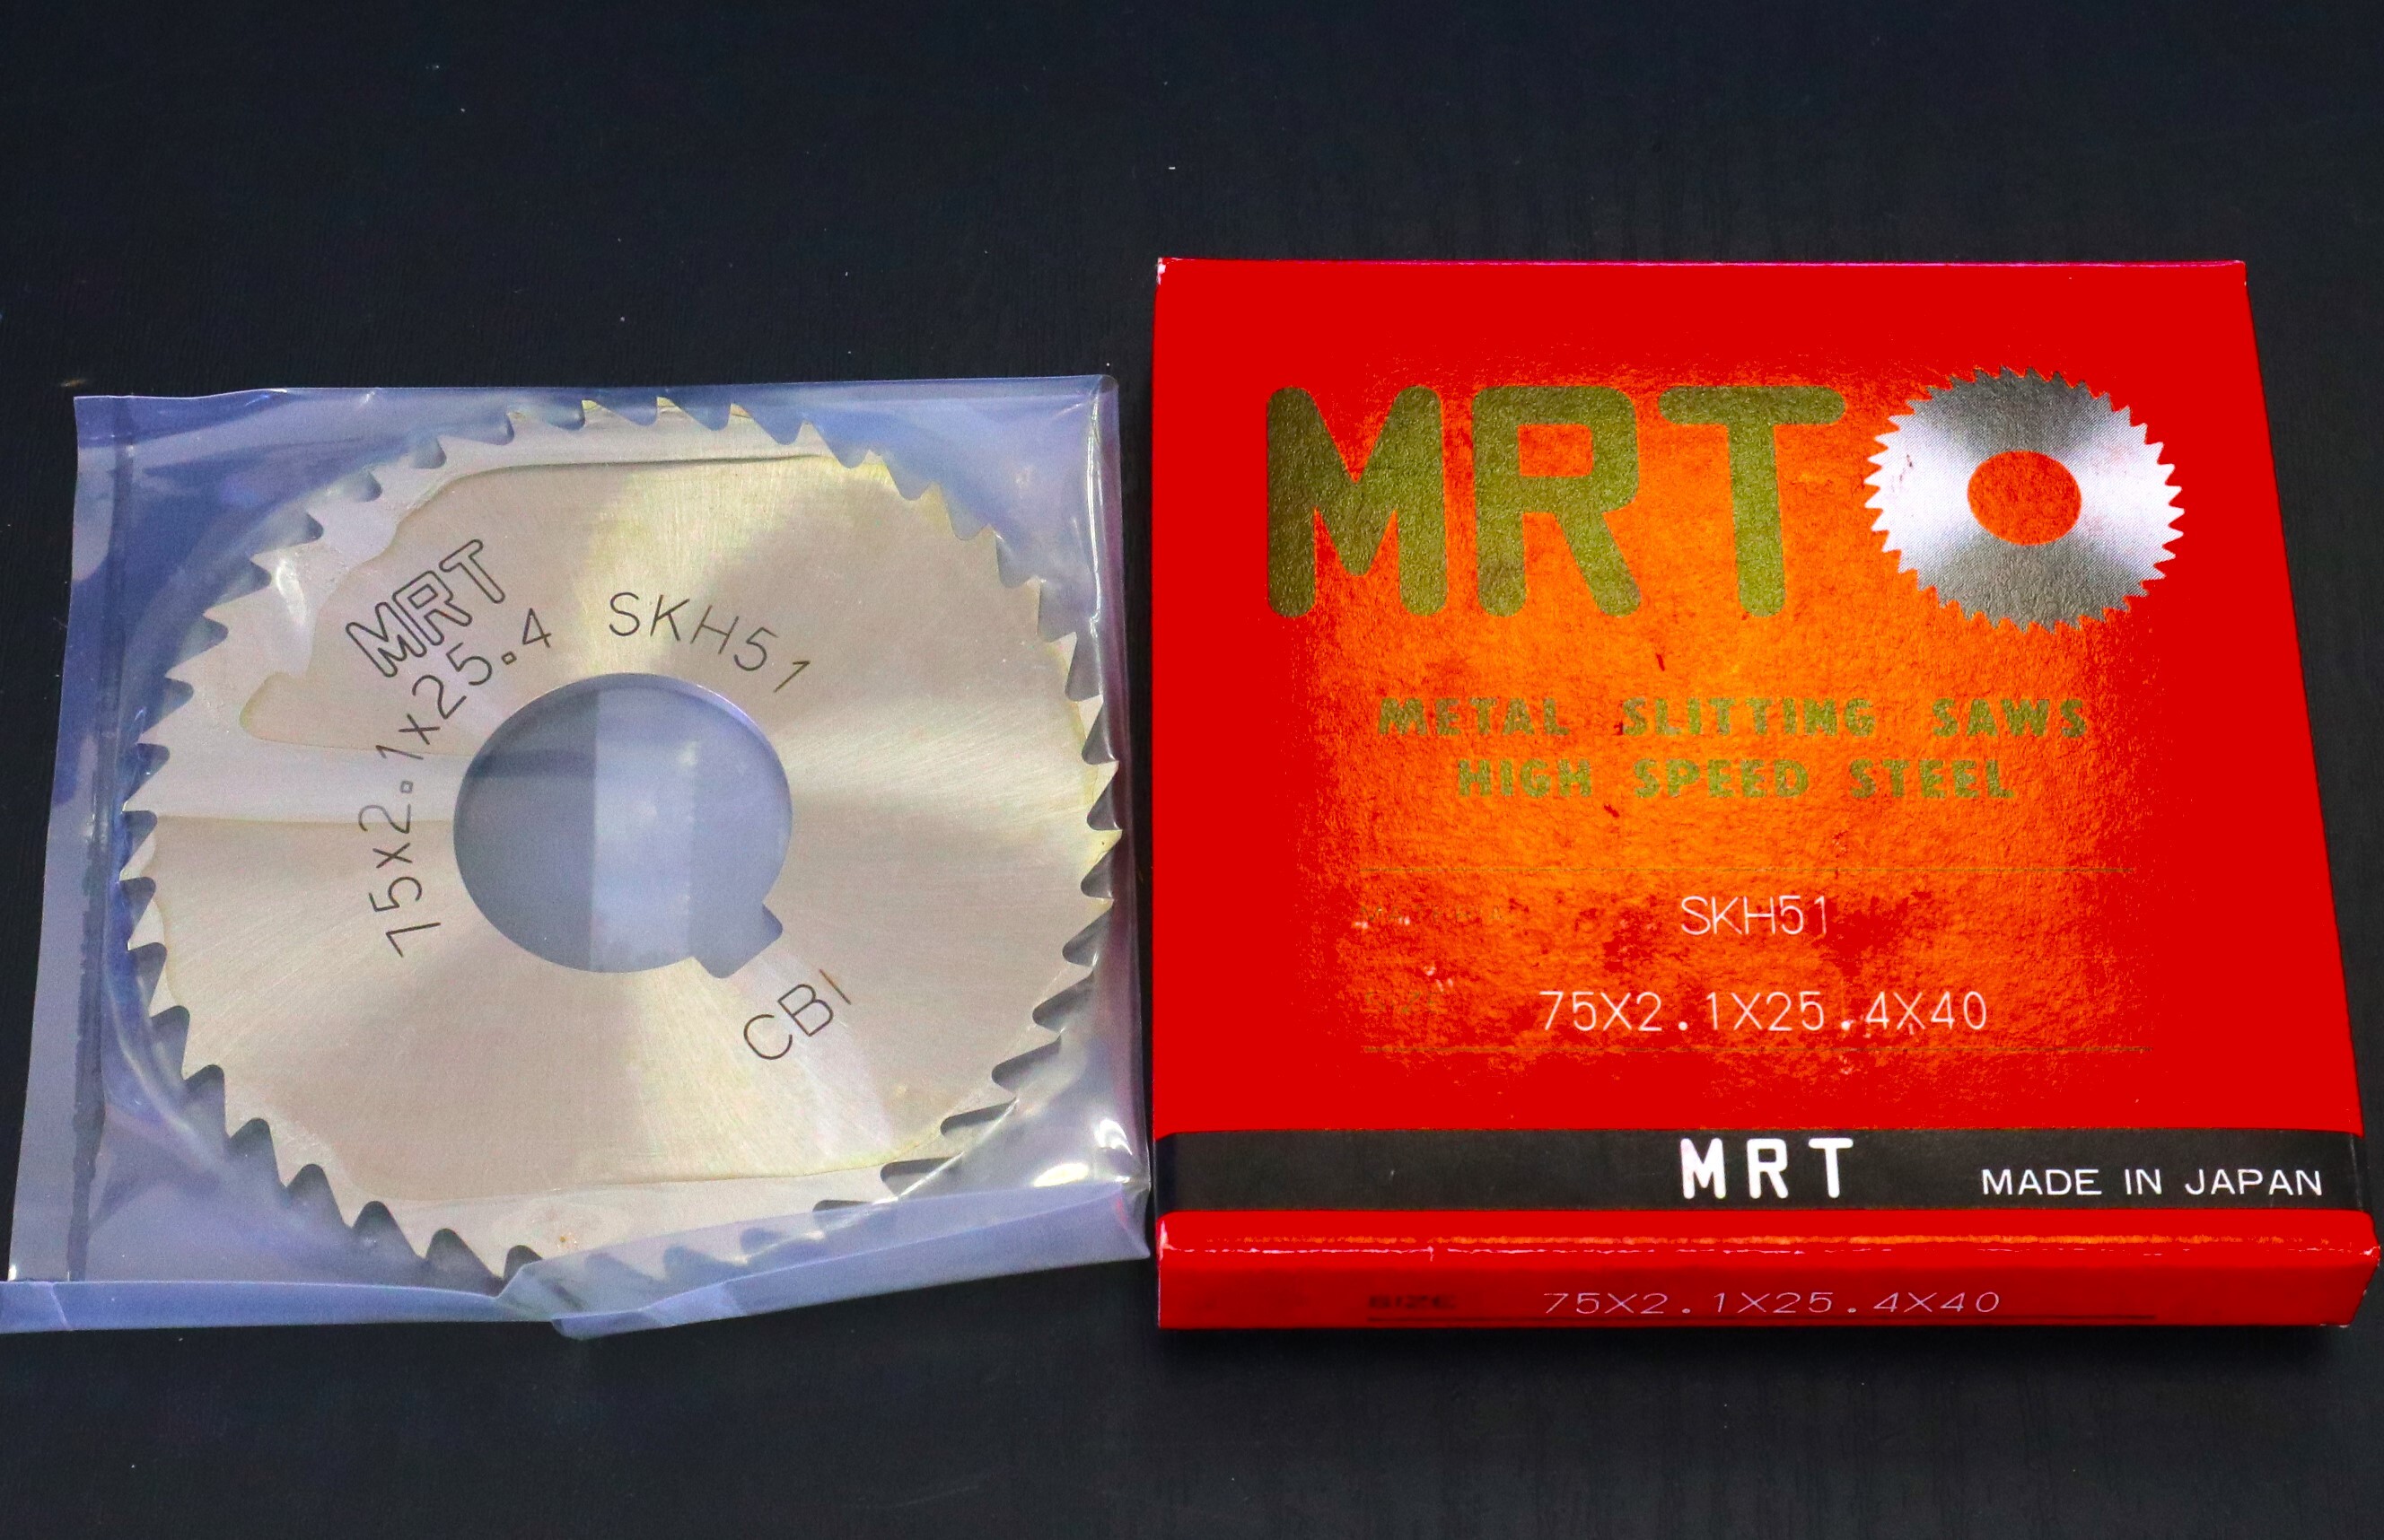 MRT
75x2.1x25.4
SKH51
CBI
MRT
METAL SLITTING SAWS
HIGH SPEED STEEL
SKH51
SIZE
75X2.1X25.4X40
MRT
MADE IN JAPAN
SIZE
75X2.1X25.4X40